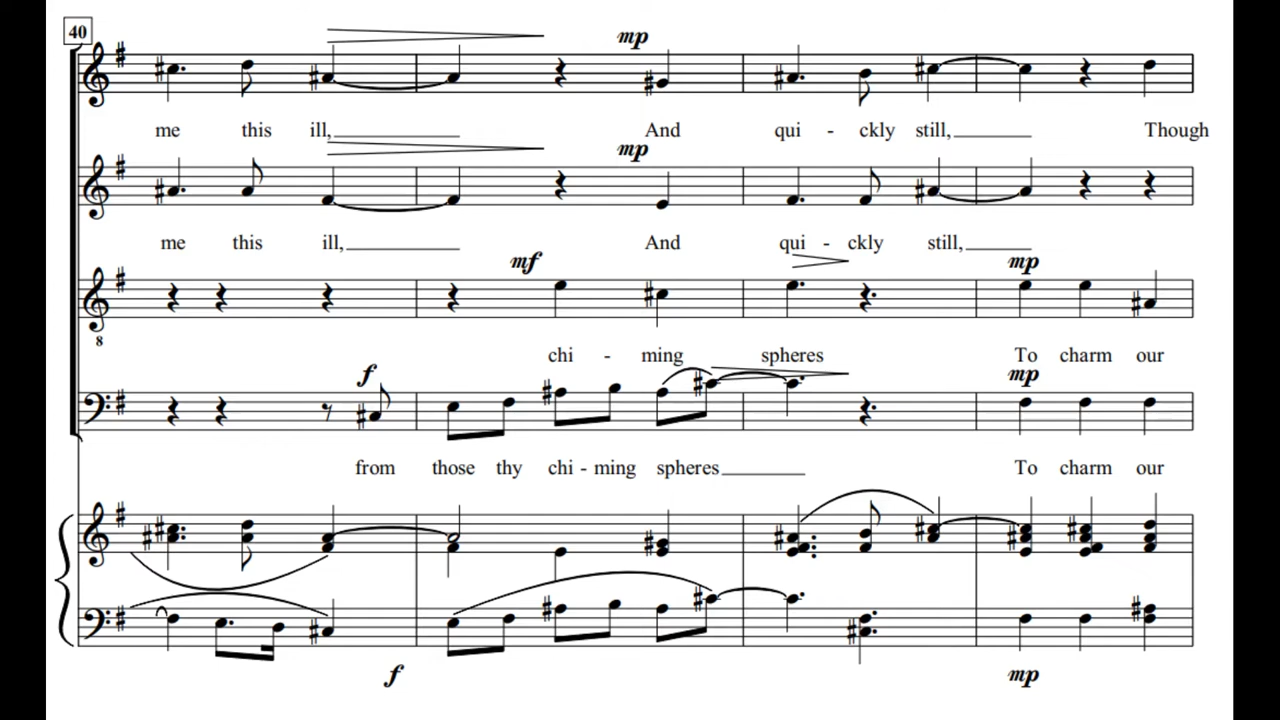 40
mp
me this ill, And qui - ckly still, Though
mp
me this ill, And qui - ckly still,
mf mp
8
chi - ming spheres To charm our
f mp
from those thy chi - ming spheres To charm our
f mp